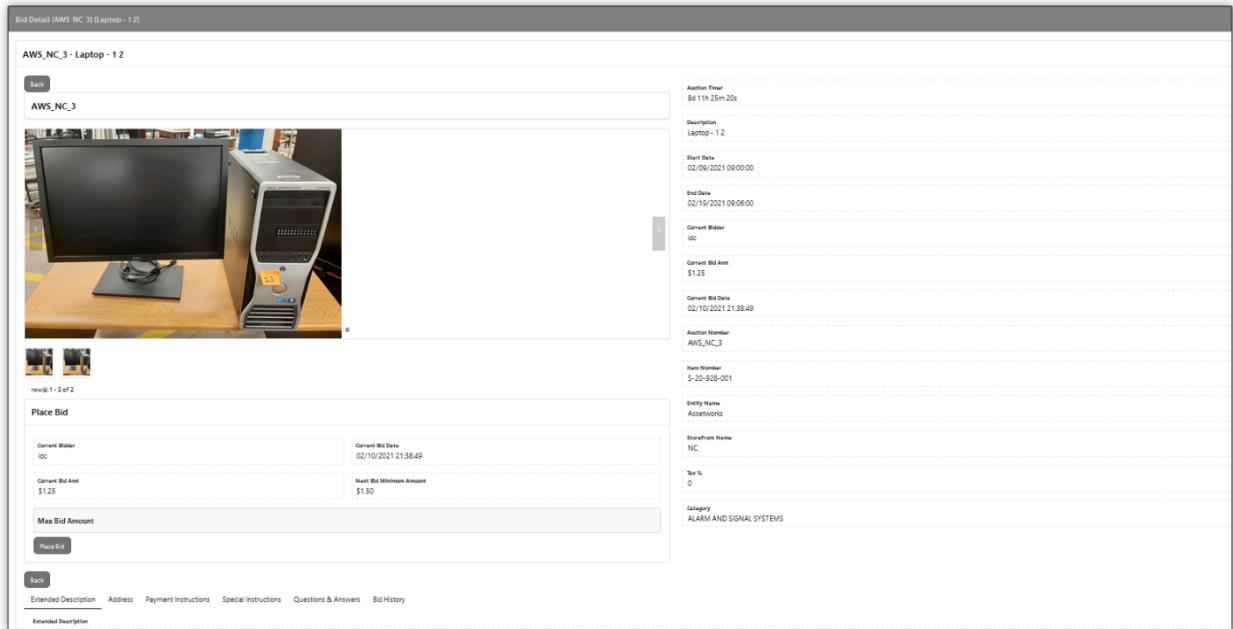 Bid Detail [AWS NC 3] [Laptop - 1 2]
AWS_NC_3 - Laptop - 1 2
Back
AWS_NC_3
DELL PRECISION
23
row(s) 1 - 2 of 2
Place Bid
Current Bidder
idc
Current Bid Date
02/10/2021 21:38:49
Current Bid Amt
$1.25
Next Bid Minimum Amount
$1.50
Max Bid Amount
Place Bid
Back
Extended Description Address Payment Instructions Special Instructions Questions & Answers Bid History
Extended Description
Auction Timer
8d 11h 25m 20s
Description
Laptop - 1 2
Start Date
02/09/2021 09:00:00
End Date
02/19/2021 09:06:00
Current Bidder
idc
Current Bid Amt
$1.25
Current Bid Date
02/10/2021 21:38:49
Auction Number
AWS_NC_3
Item Number
S-20-928-001
Entity Name
Assetworks
Storefront Name
NC
Tax %
0
Category
ALARM AND SIGNAL SYSTEMS